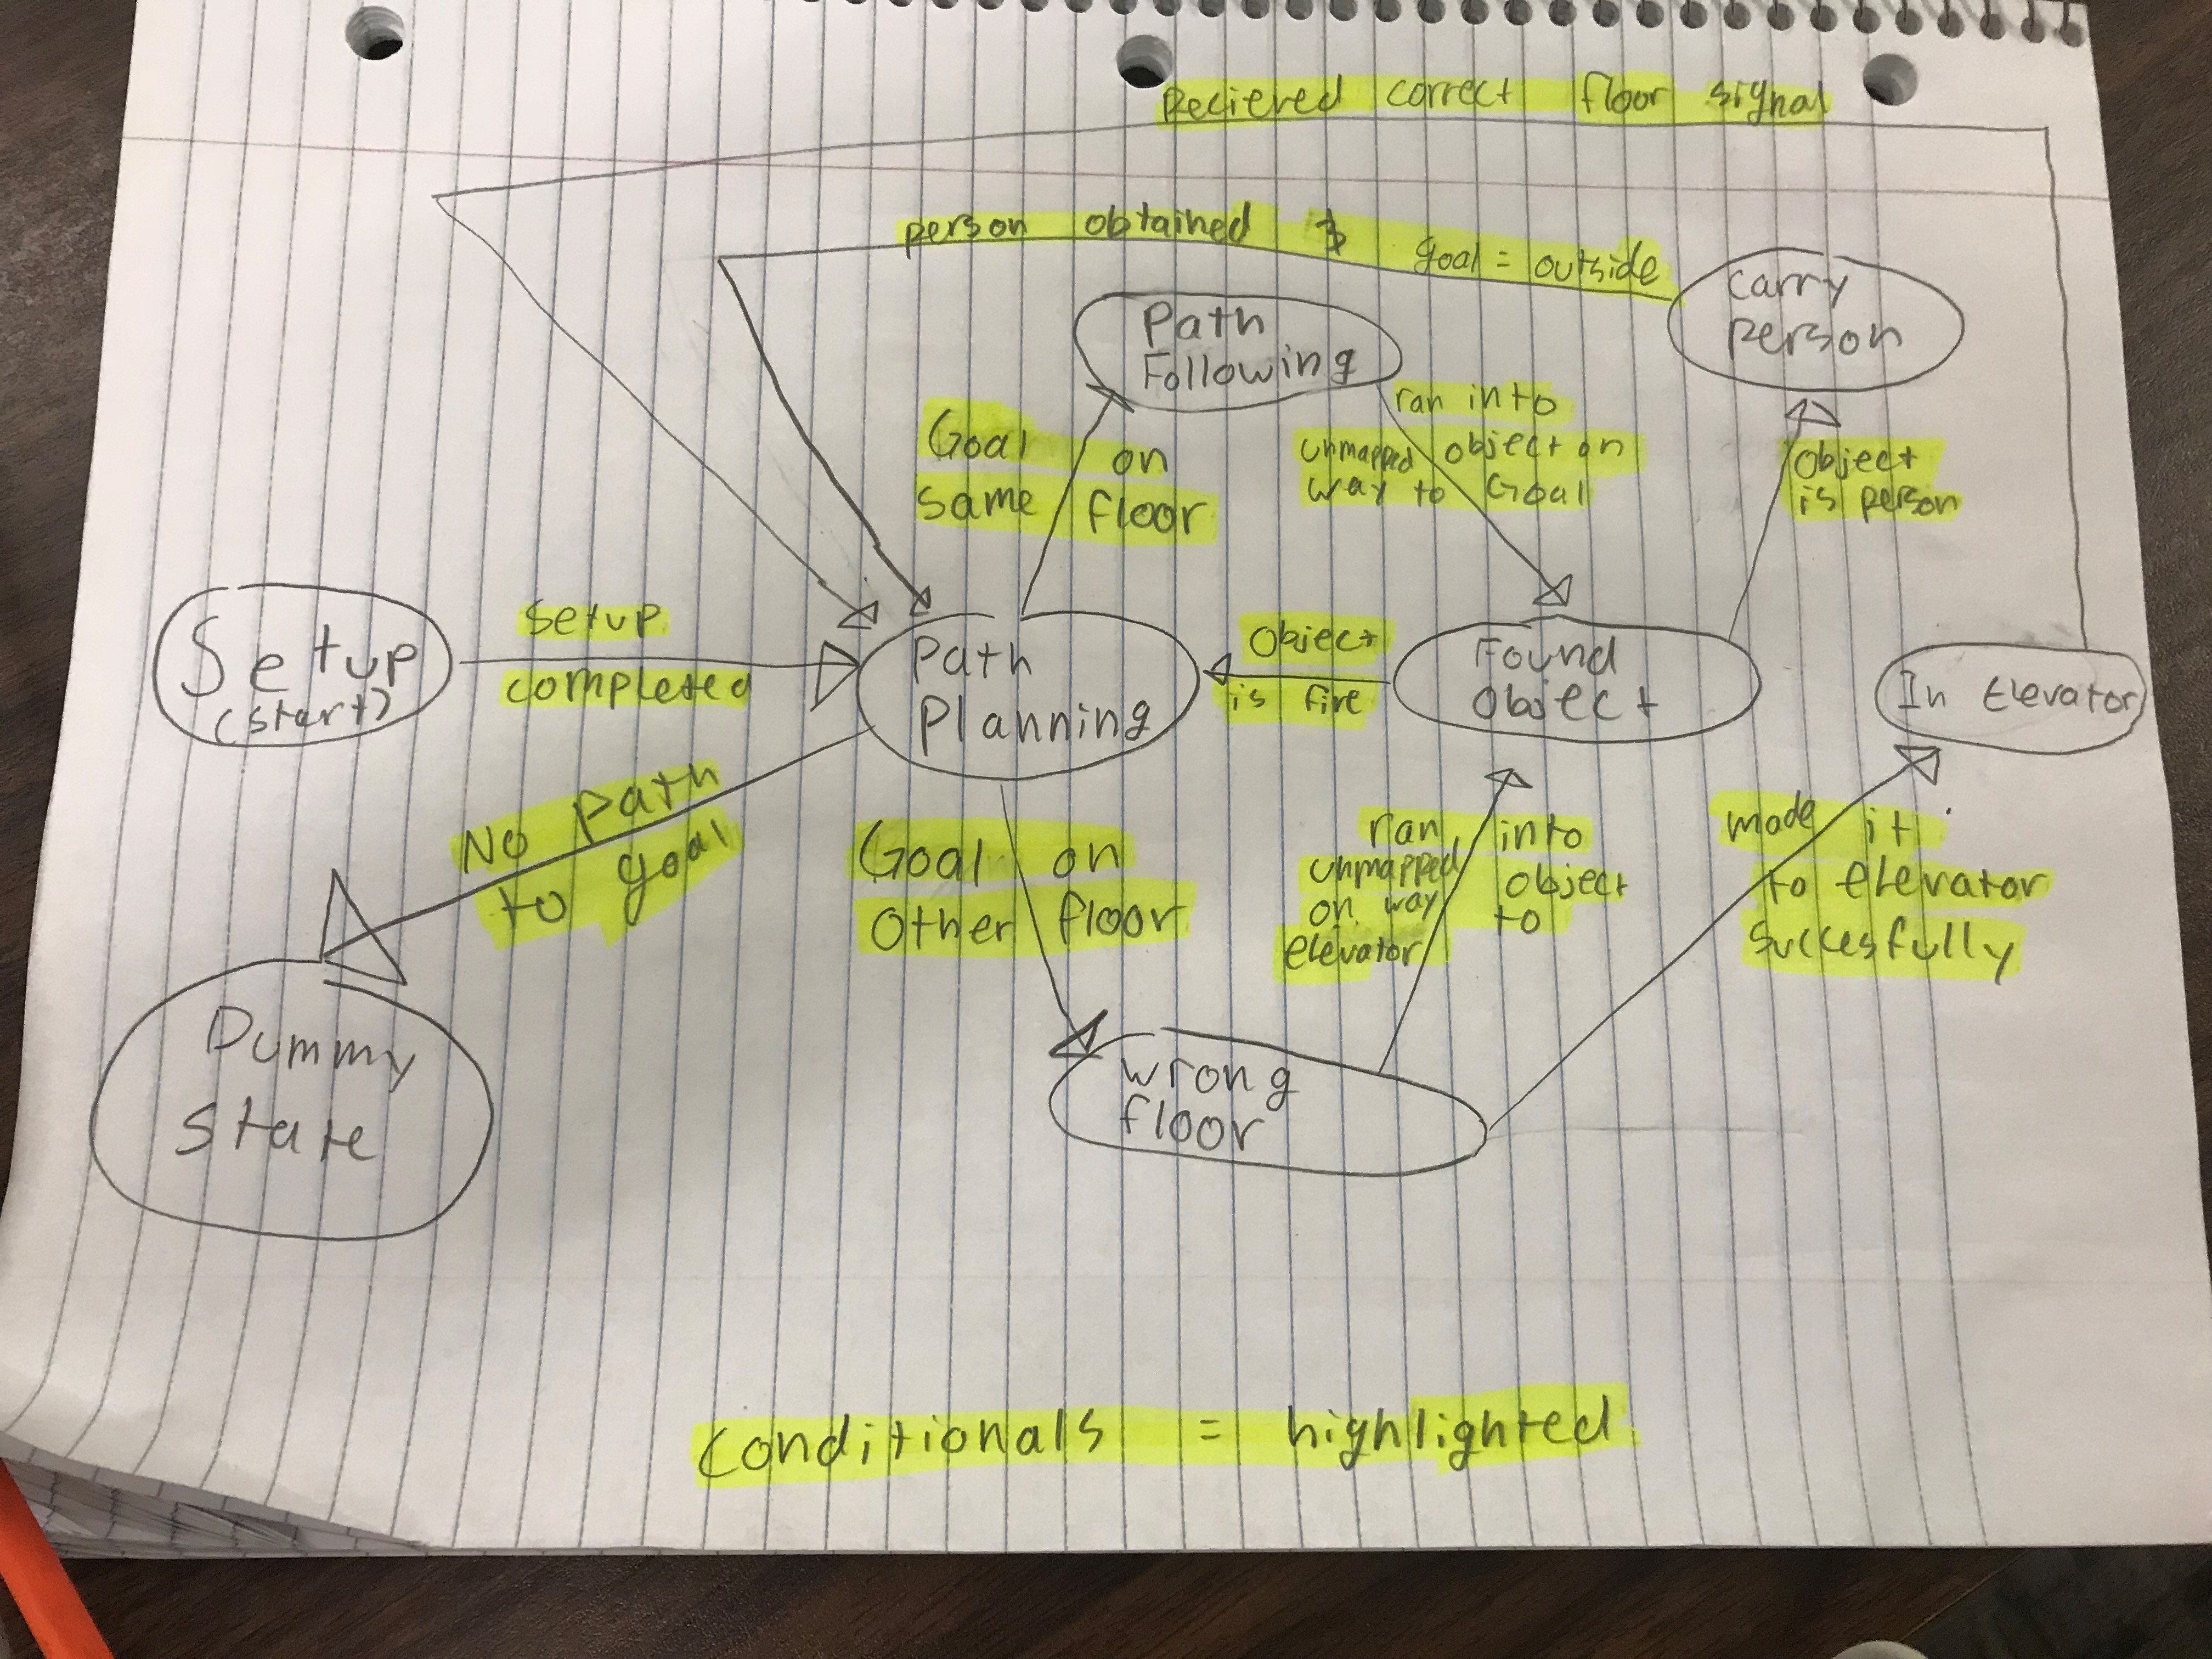 Recieved correct floor signal
person obtained & goal = outside
Carry
person
Path
Following
ran into
unmapped object on
way to Goal
Goal on
same floor
object
is person
Setup
(start)
Setup
completed
Path
Planning
Object
is fire
Found
Object
In Elevator
No path
to goal
Goal on
Other floor
ran into
unmapped object
on way to
elevator
made it
to elevator
succesfully
Dummy
state
wrong
floor
Conditionals = highlighted